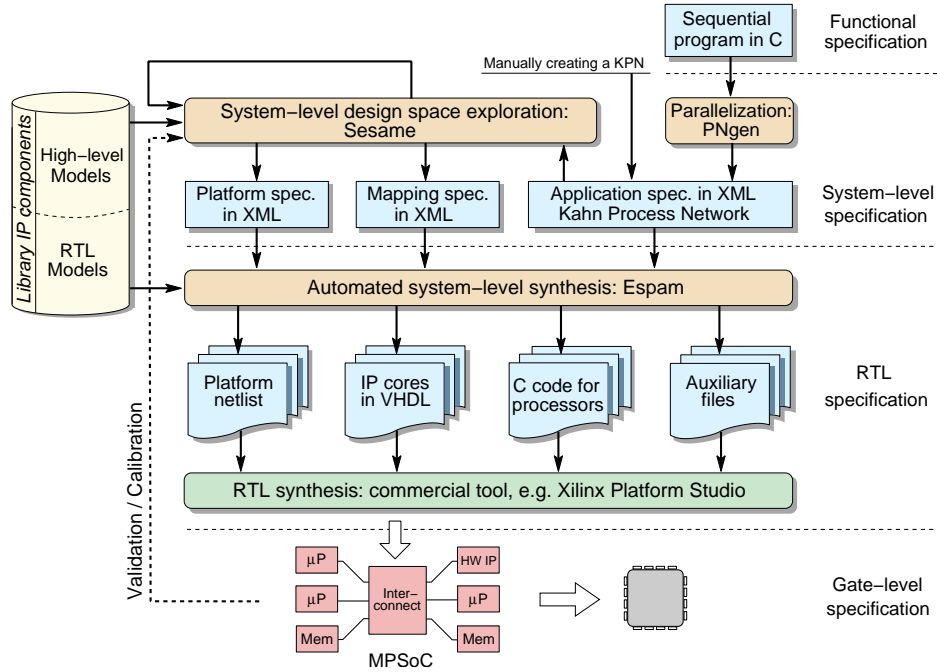 Sequential
program in C
Functional
specification
Manually creating a KPN
System−level design space exploration:
Sesame
Parallelization:
PNgen
Library IP components
High−level
Models
RTL
Models
Platform spec.
in XML
Mapping spec.
in XML
Application spec. in XML
Kahn Process Network
System−level
specification
Automated system−level synthesis: Espam
Platform
netlist
IP cores
in VHDL
C code for
processors
Auxiliary
files
RTL
specification
RTL synthesis: commercial tool, e.g. Xilinx Platform Studio
Validation / Calibration
μP
HW IP
μP
Inter−
connect
μP
Mem
Mem
MPSoC
Gate−level
specification